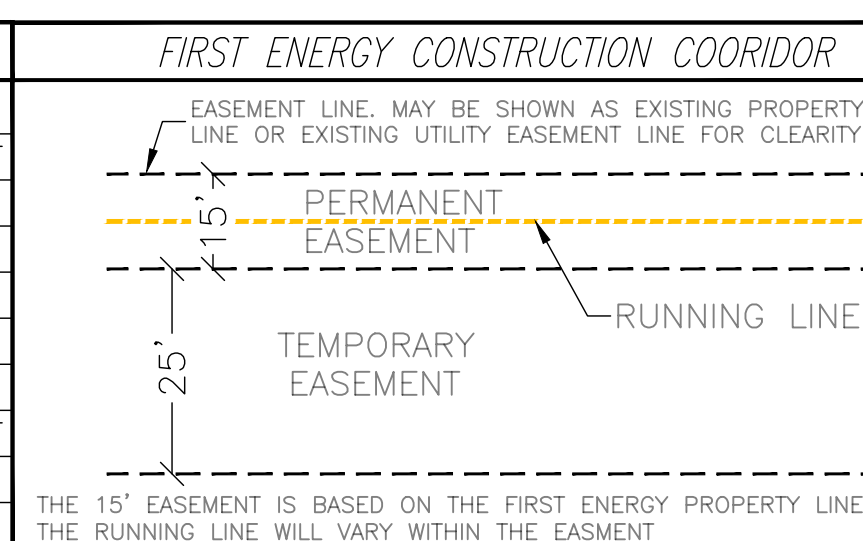 FIRST ENERGY CONSTRUCTION COORIDOR
EASEMENT LINE. MAY BE SHOWN AS EXISTING PROPERTY
LINE OR EXISTING UTILITY EASEMENT LINE FOR CLEARITY
15'
PERMANENT
EASEMENT
RUNNING LINE
25'
TEMPORARY
EASEMENT
THE 15' EASEMENT IS BASED ON THE FIRST ENERGY PROPERTY LINE
THE RUNNING LINE WILL VARY WITHIN THE EASMENT